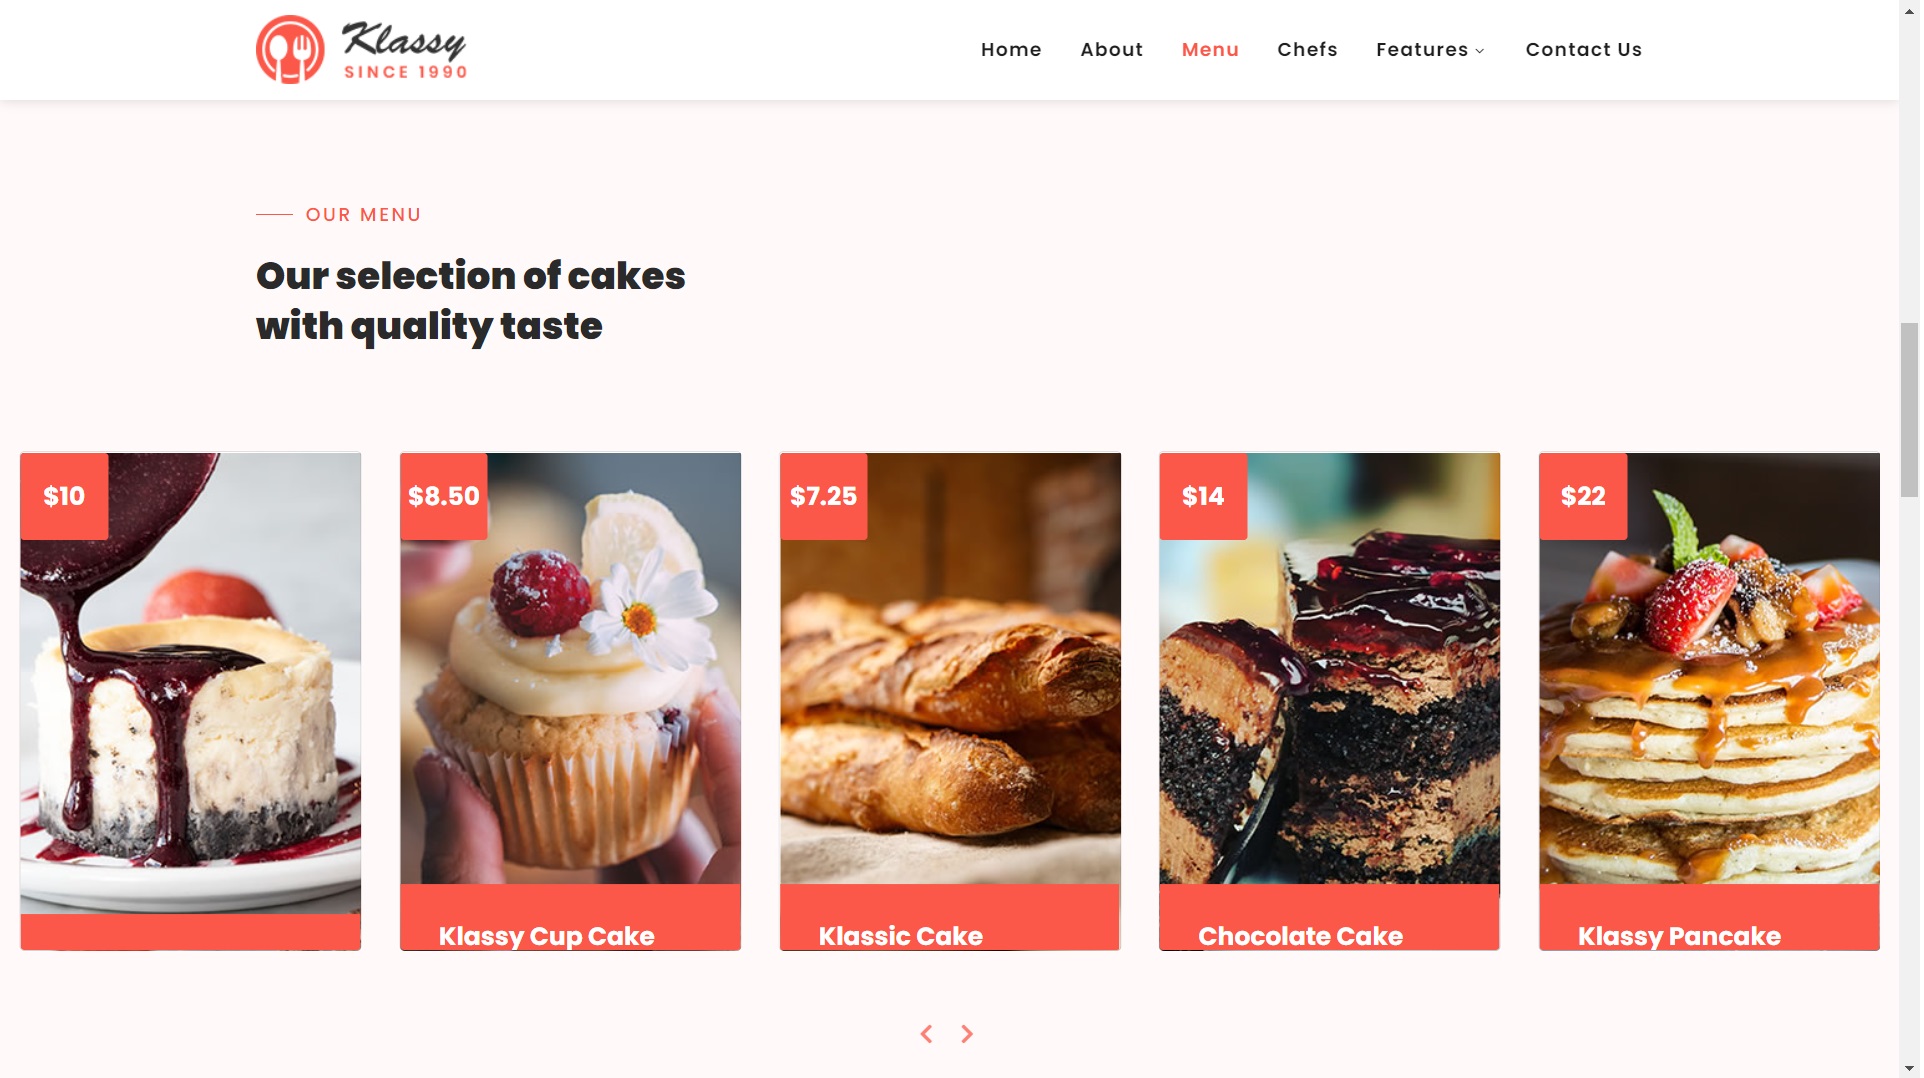 Klassy
SINCE 1990
Home
About
Menu
Chefs
Features
Contact Us
OUR MENU
Our selection of cakes
with quality taste
$10
$8.50
$7.25
$14
$22
Klassy Cup Cake
Klassic Cake
Chocolate Cake
Klassy Pancake